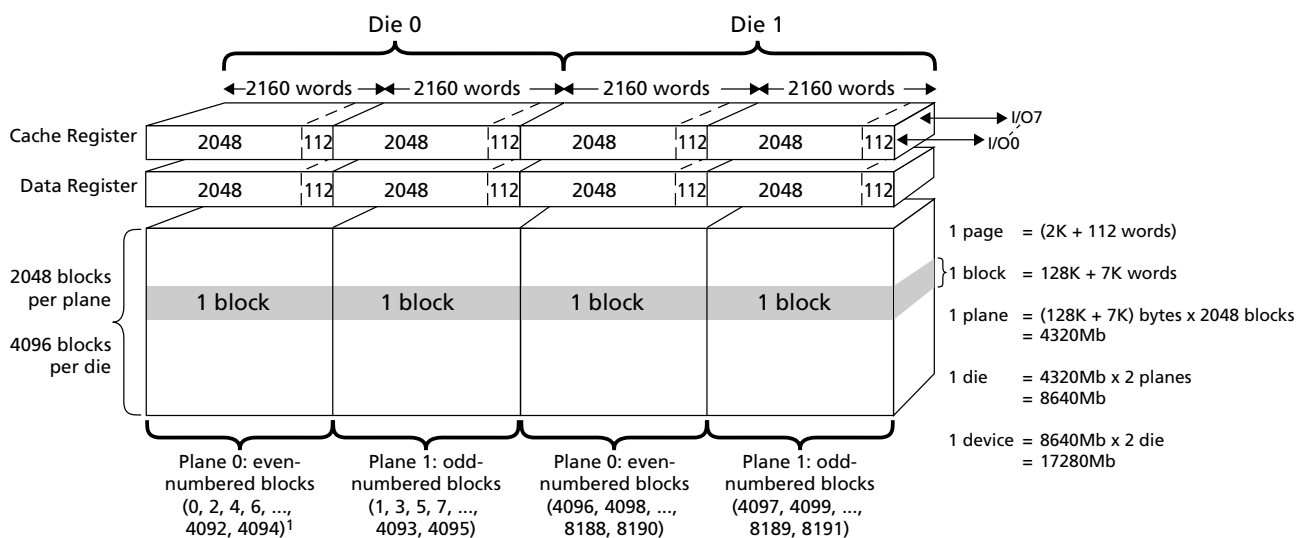 Die 0
Die 1
2160 words
2160 words
2160 words
2160 words
Cache Register
2048
112
2048
112
2048
112
2048
112
I/O7
I/O0
Data Register
2048
112
2048
112
2048
112
2048
112
2048 blocks
per plane
4096 blocks
per die
1 block
1 block
1 block
1 block
1 page = (2K + 112 words)
1 block = 128K + 7K words
1 plane = (128K + 7K) bytes x 2048 blocks
= 4320Mb
1 die = 4320Mb x 2 planes
= 8640Mb
1 device = 8640Mb x 2 die
= 17280Mb
Plane 0: even-
numbered blocks
(0, 2, 4, 6, ...,
4092, 4094)1
Plane 1: odd-
numbered blocks
(1, 3, 5, 7, ...,
4093, 4095)
Plane 0: even-
numbered blocks
(4096, 4098, ...,
8188, 8190)
Plane 1: odd-
numbered blocks
(4097, 4099, ...,
8189, 8191)